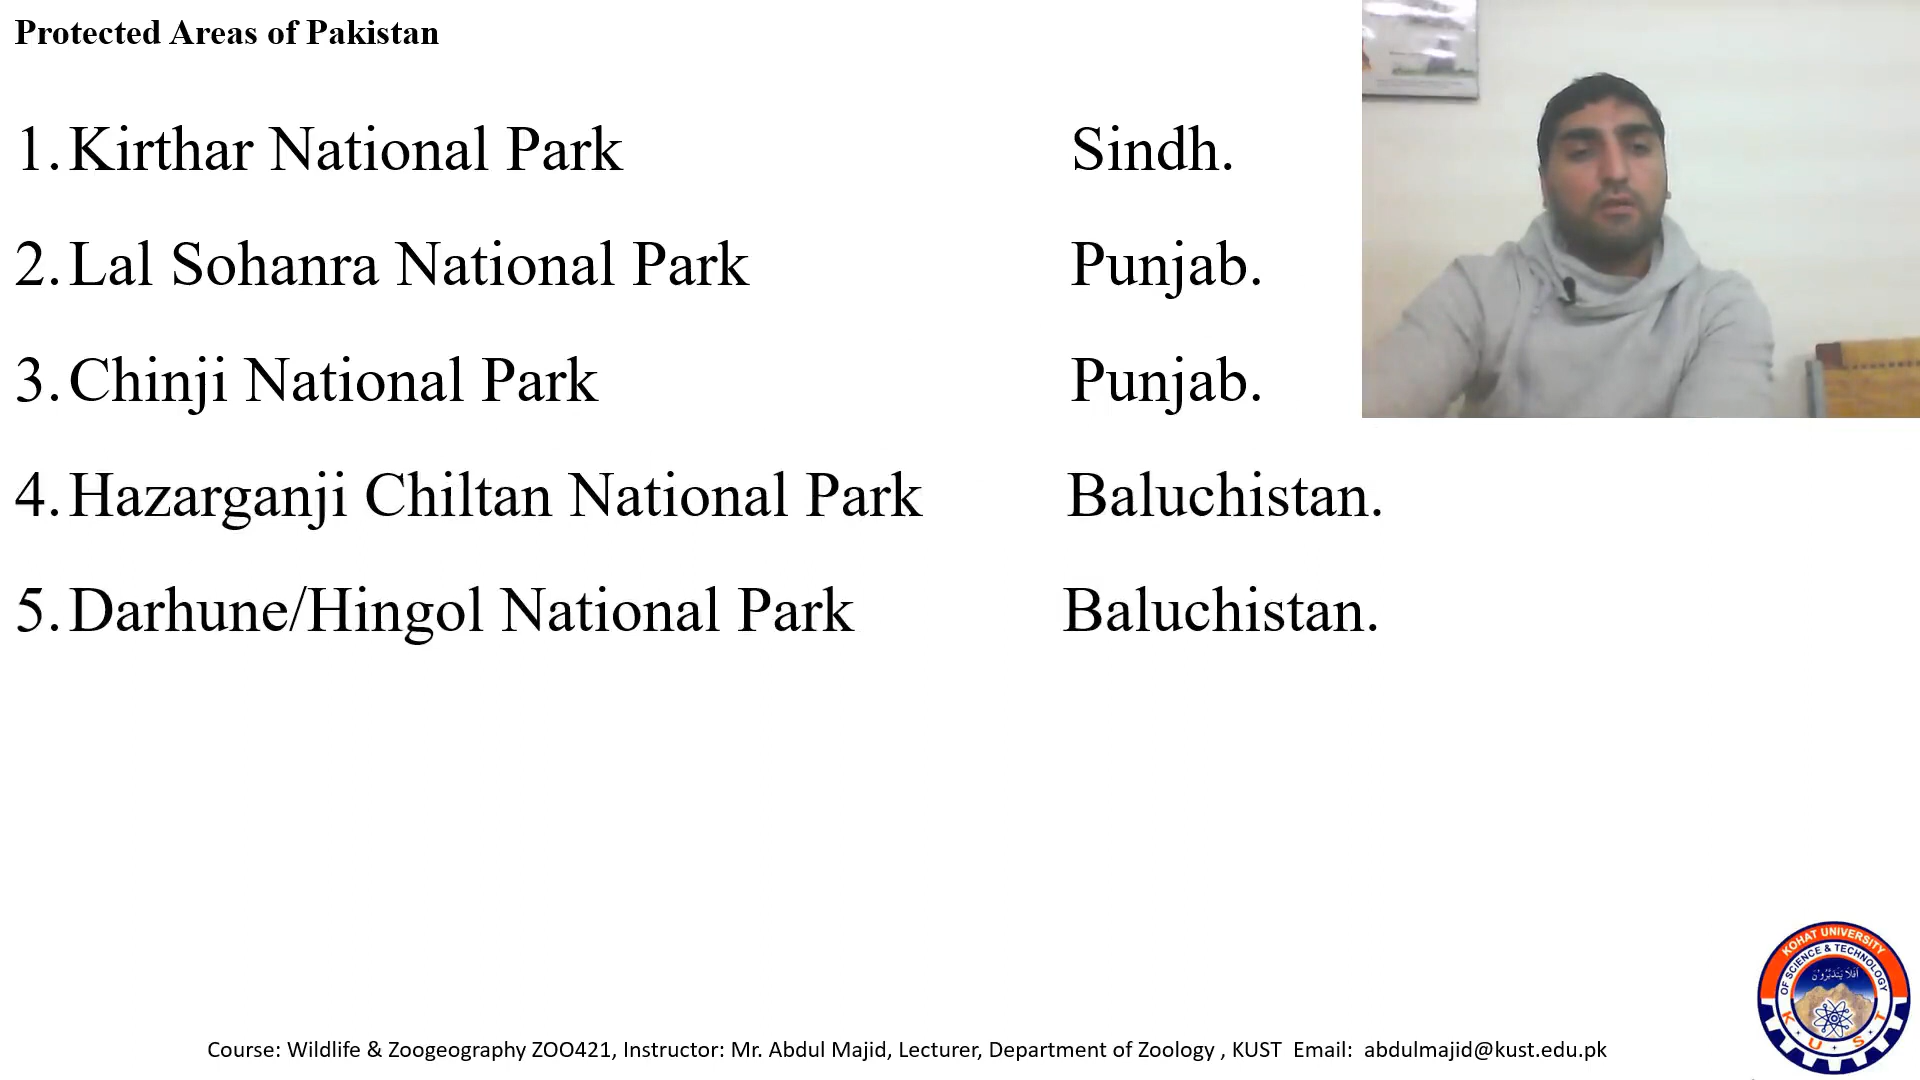 Protected Areas of Pakistan
1. Kirthar National Park Sindh.
2. Lal Sohanra National Park Punjab.
3. Chinji National Park Punjab.
4. Hazarganji Chiltan National Park Baluchistan.
5. Darhune/Hingol National Park Baluchistan.
KOHAT UNIVERSITY
OF SCIENCE & TECHNOLOGY
K U S T
Course: Wildlife & Zoogeography ZOO421, Instructor: Mr. Abdul Majid, Lecturer, Department of Zoology , KUST Email: abdulmajid@kust.edu.pk